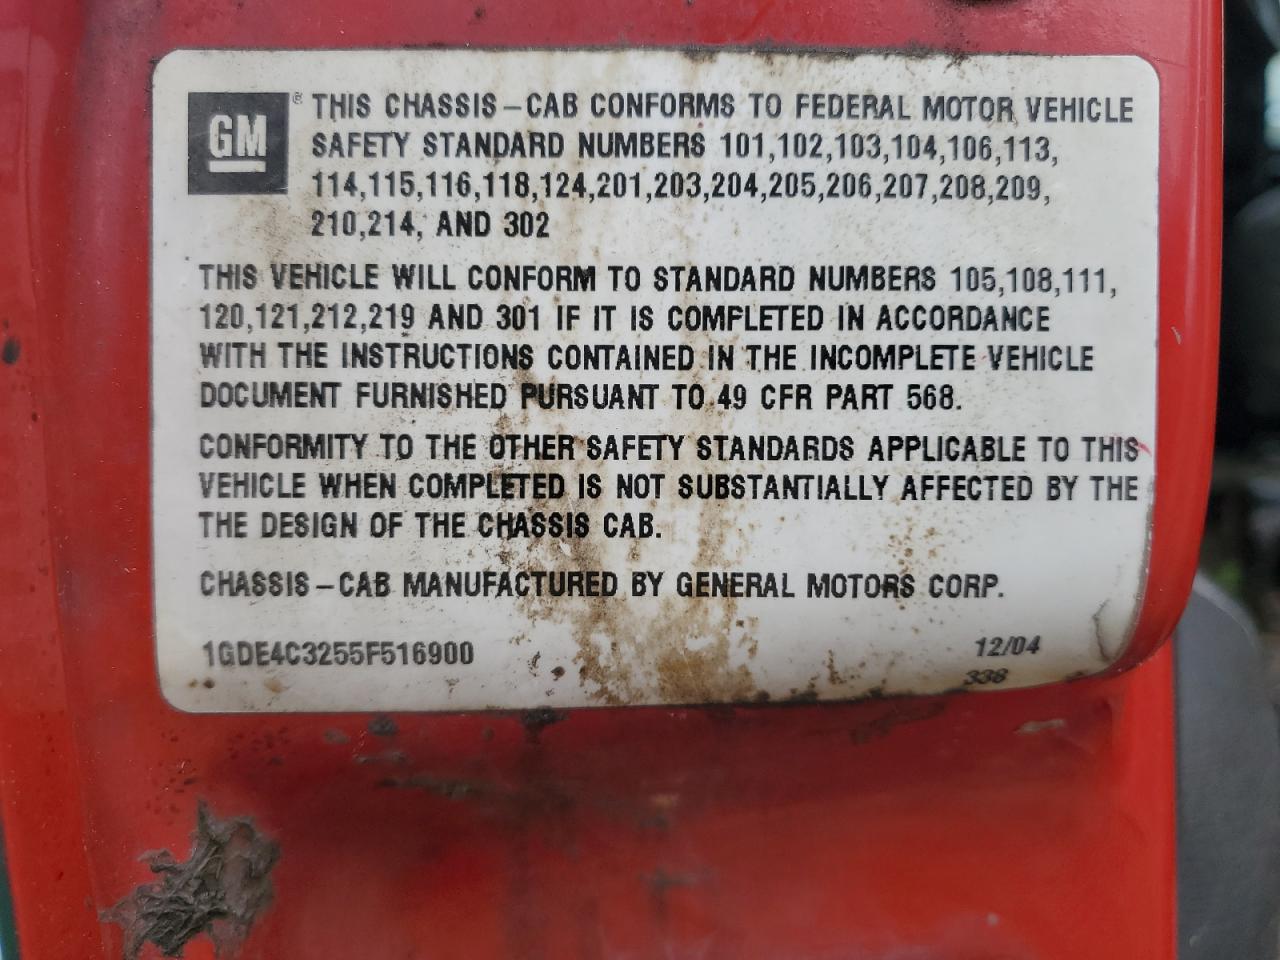 GM ® THIS CHASSIS-CAB CONFORMS TO FEDERAL MOTOR VEHICLE
SAFETY STANDARD NUMBERS 101,102,103,104,106,113,
114,115,116,118,124,201,203,204,205,206,207,208,209,
210,214, AND 302
THIS VEHICLE WILL CONFORM TO STANDARD NUMBERS 105,108,111,
120,121,212,219 AND 301 IF IT IS COMPLETED IN ACCORDANCE
WITH THE INSTRUCTIONS CONTAINED IN THE INCOMPLETE VEHICLE
DOCUMENT FURNISHED PURSUANT TO 49 CFR PART 568.
CONFORMITY TO THE OTHER SAFETY STANDARDS APPLICABLE TO THIS
VEHICLE WHEN COMPLETED IS NOT SUBSTANTIALLY AFFECTED BY THE
THE DESIGN OF THE CHASSIS CAB.
CHASSIS-CAB MANUFACTURED BY GENERAL MOTORS CORP.
1GDE4C3255F516900 12/04
338